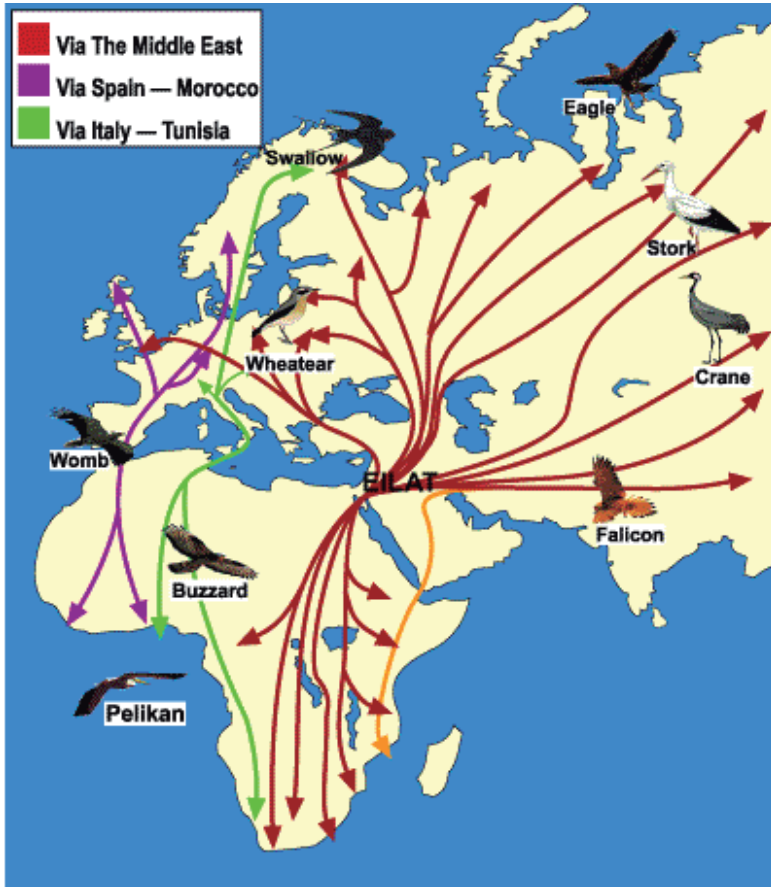 Via The Middle East
Via Spain — Morocco
Via Italy — Tunisia
Eagle
Swallow
Stork
Wheatear
Crane
Womb
EILAT
Falicon
Buzzard
Pelikan